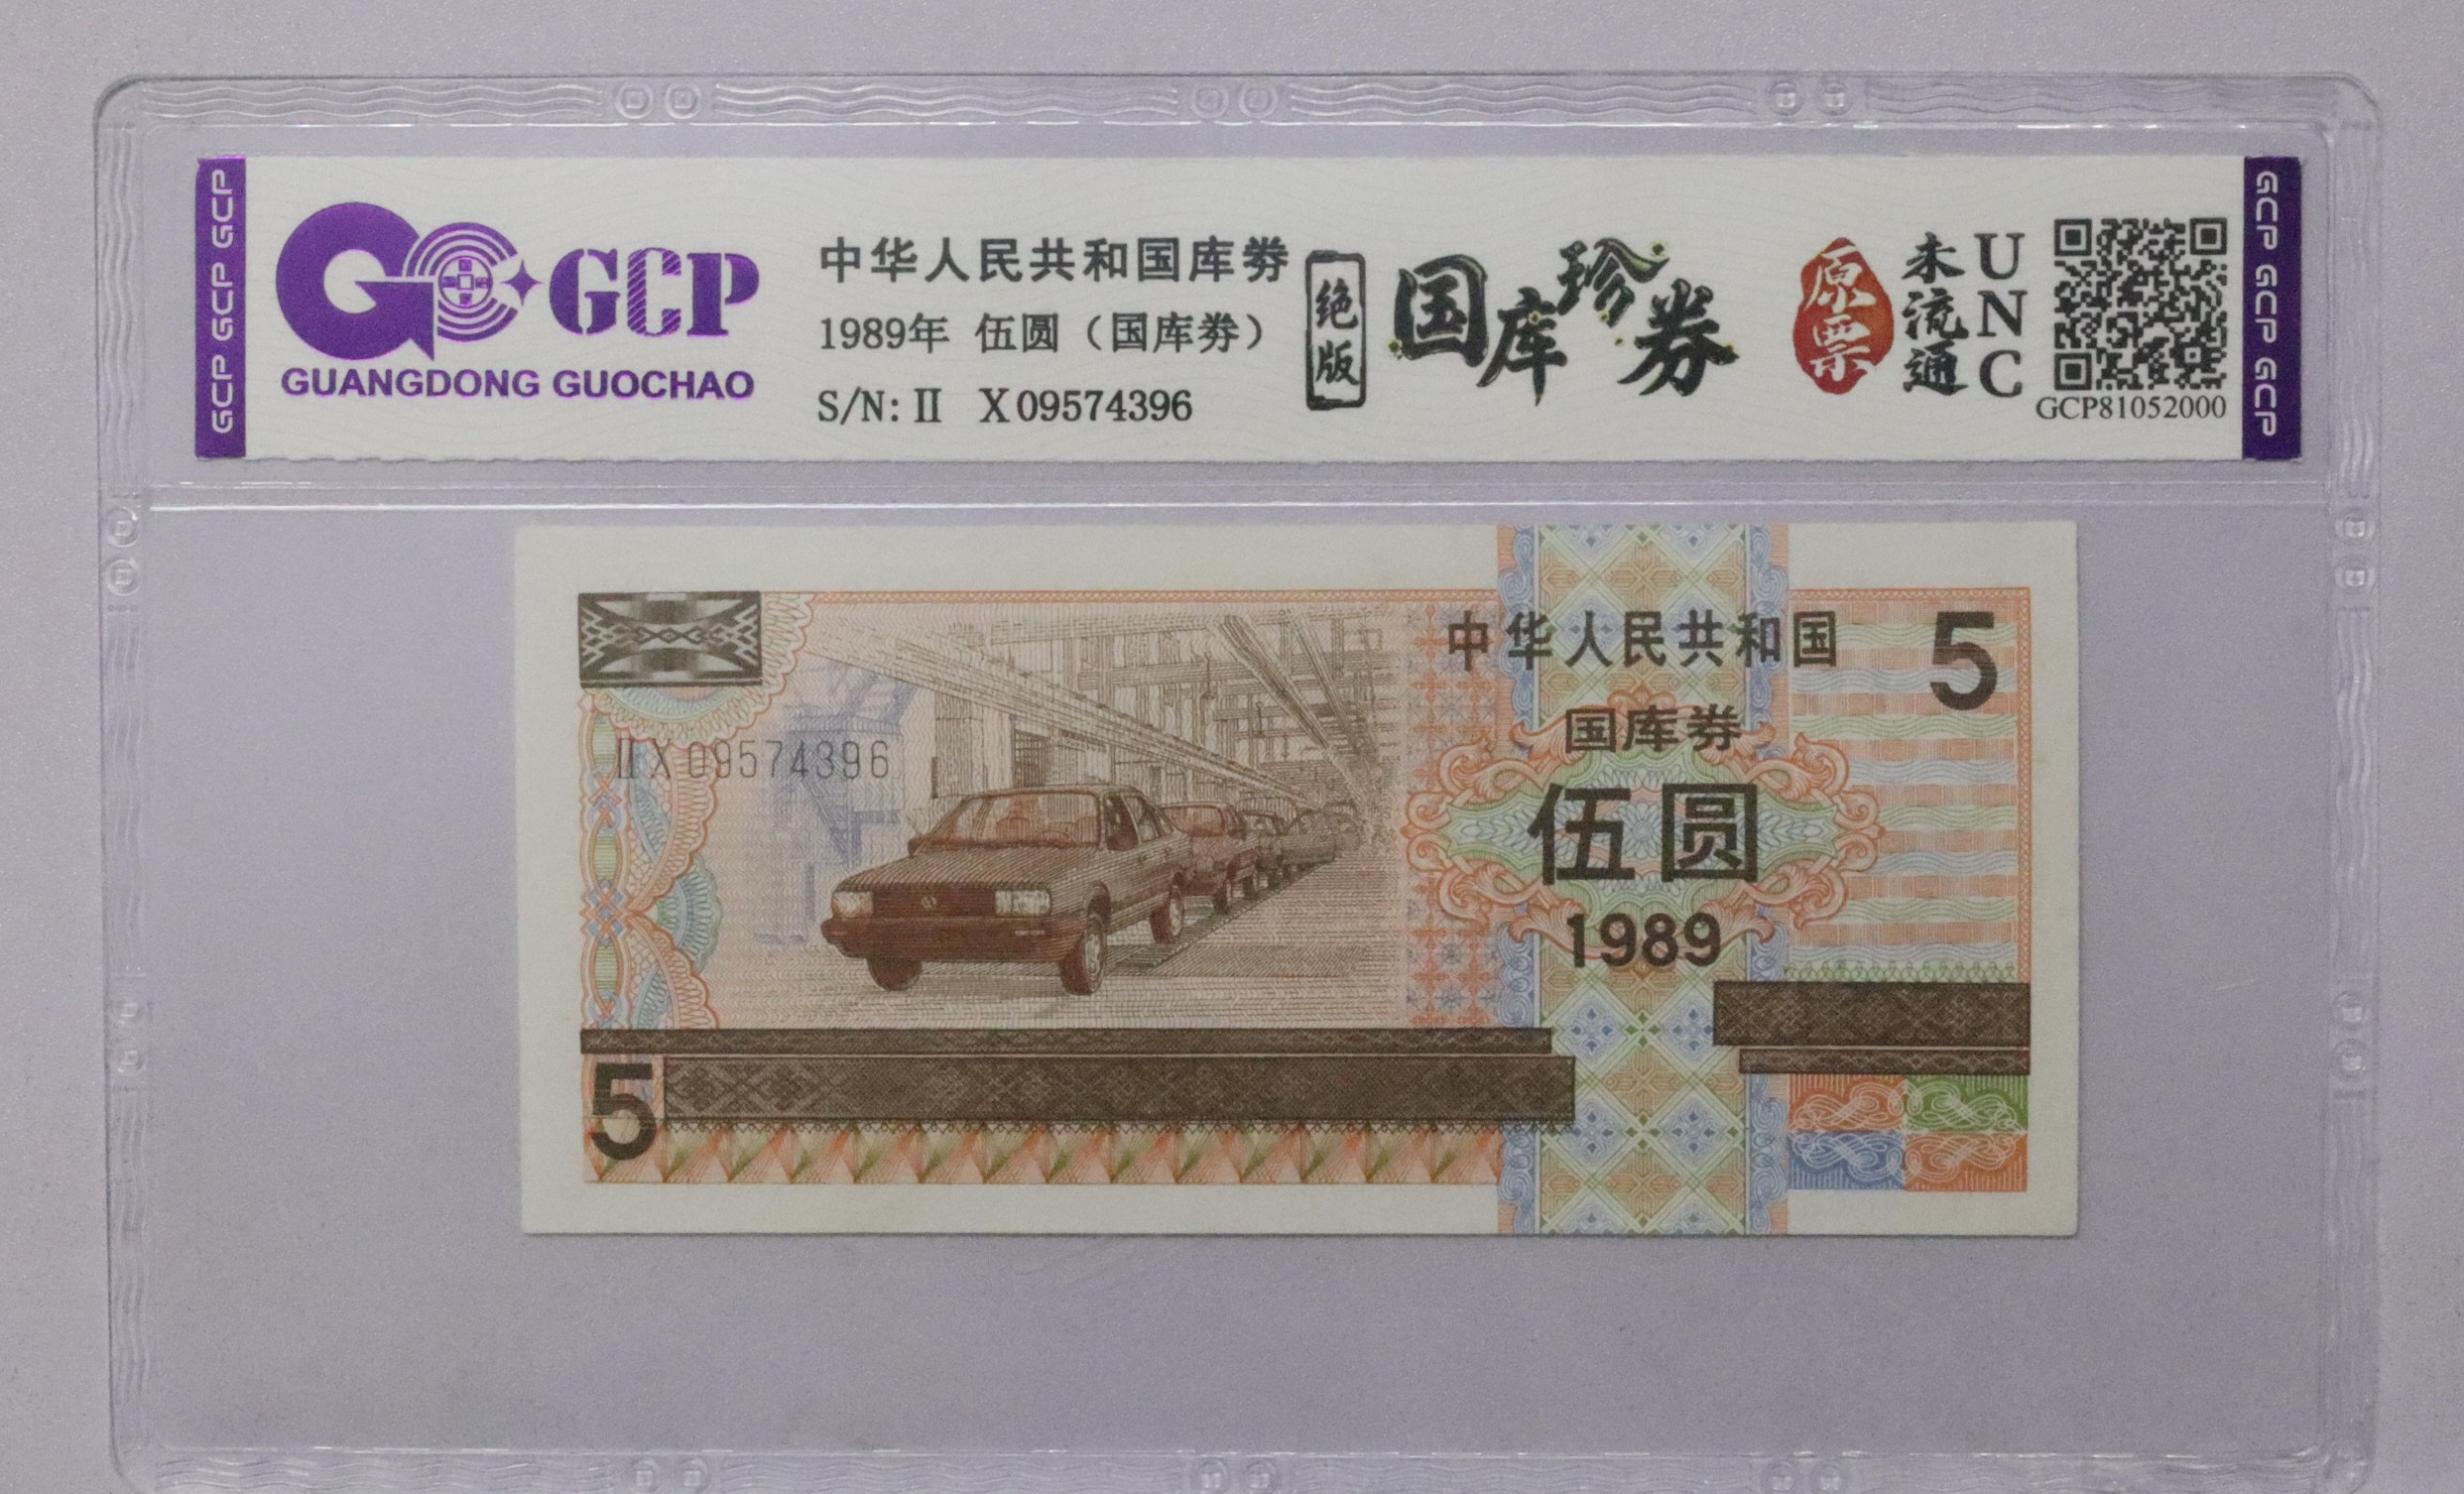 GCP GCP GCP
GCP
GUANGDONG GUOCHAO
中华人民共和国库券
1989年 伍圆（国库券）
S/N: II X09574396
绝版
国库珍券
原票
未流通
UNC
GCP81052000
GCP GCP GCP
中华人民共和国
5
国库券
II X 09574396
伍圆
1989
5